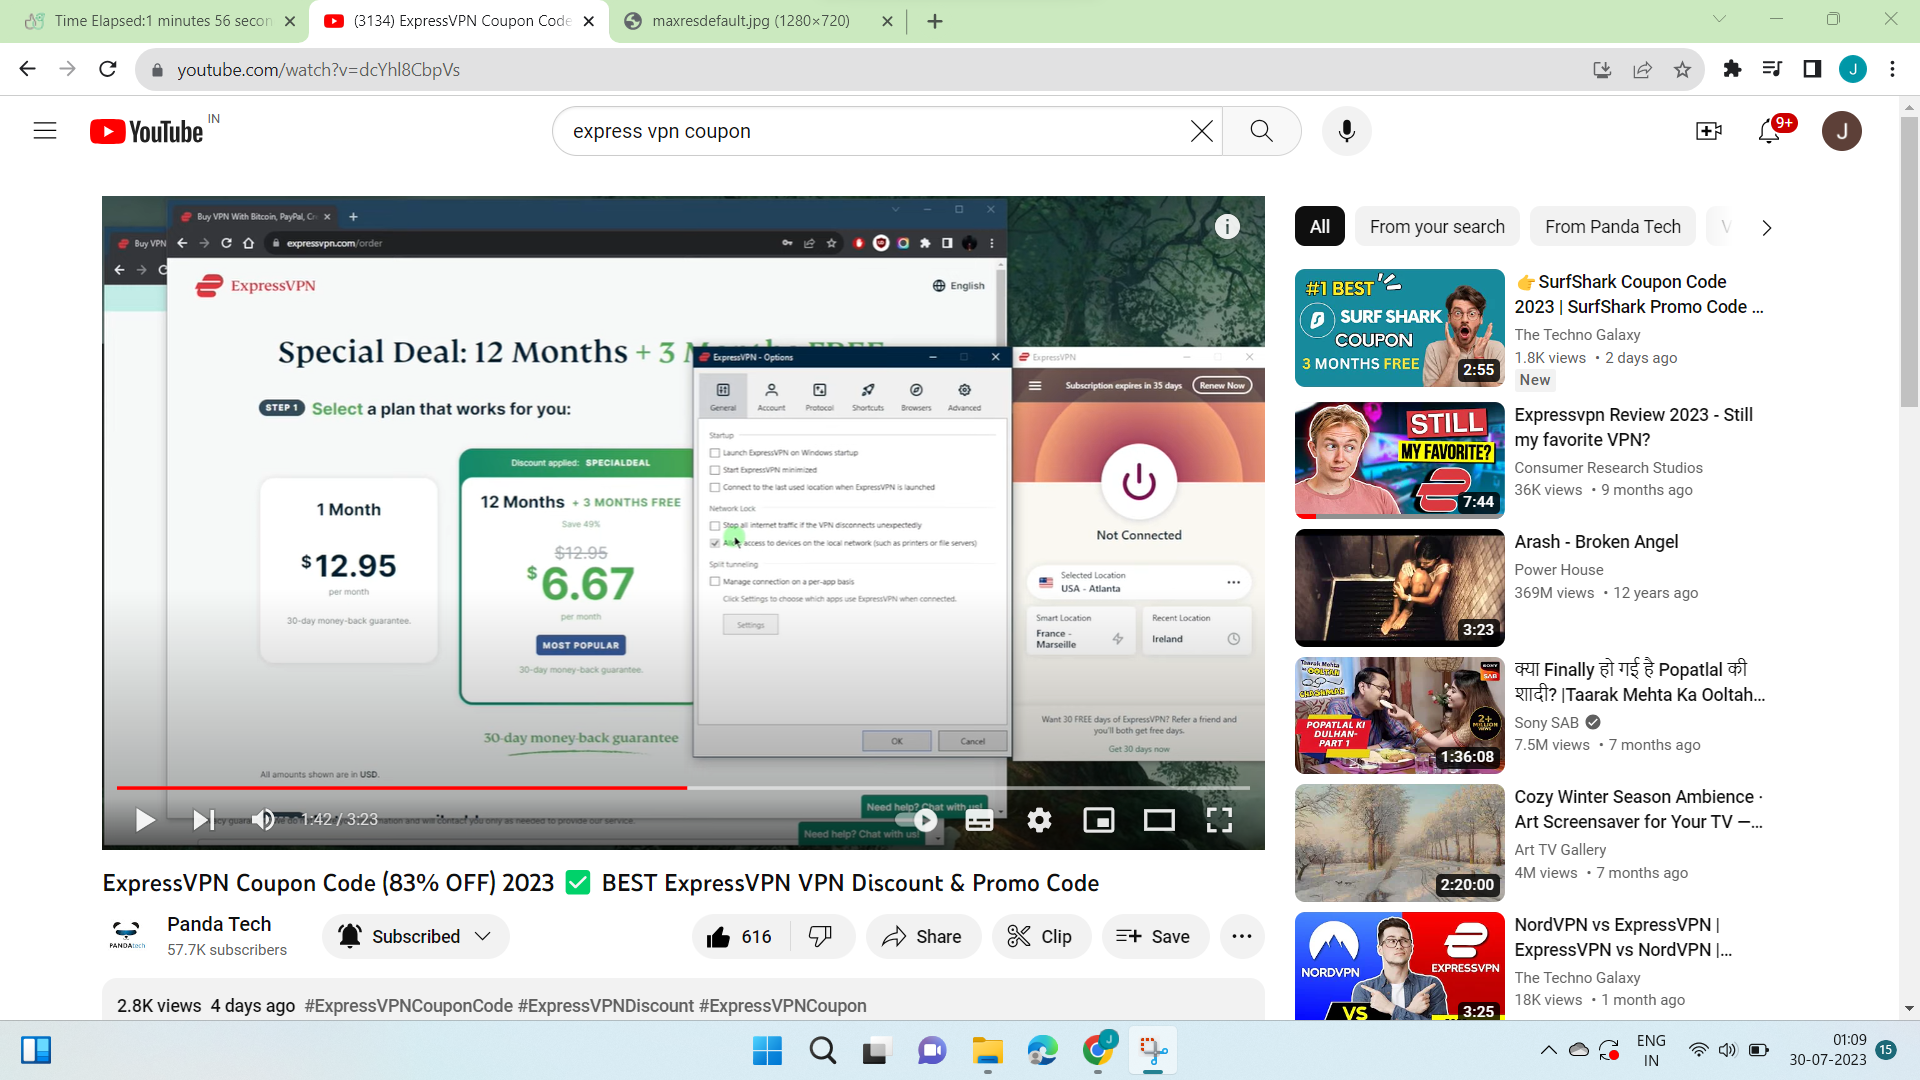 Time Elapsed:1 minutes 56 secon
(3134) ExpressVPN Coupon Code
maxresdefault.jpg (1280×720)
youtube.com/watch?v=dcYhl8CbpVs
J
YouTube IN
express vpn coupon
9+
J
Buy VPN With Bitcoin, PayPal, Cr
Buy VPN
expressvpn.com/order
ExpressVPN
English
Special Deal: 12 Months + 3 MONTHS FREE
STEP 1 Select a plan that works for you:
1 Month
$12.95
per month
30-day money-back guarantee.
Discount applied: SPECIALDEAL
12 Months + 3 MONTHS FREE
Save 49%
$12.95
$6.67
per month
MOST POPULAR
30-day money-back guarantee.
30-day money-back guarantee
All amounts shown are in USD.
Need help? Chat with us!
Need help? Chat with us!
ExpressVPN - Options
General Account Protocol Shortcuts Browsers Advanced
Startup
Launch ExpressVPN on Windows startup
Start ExpressVPN minimized
Connect to the last used location when ExpressVPN is launched
Network Lock
Stop all internet traffic if the VPN disconnects unexpectedly
access to devices on the local network (such as printers or file servers)
Split tunneling
Manage connection on a per-app basis
Click Settings to choose which apps use ExpressVPN when connected.
Settings
OK Cancel
ExpressVPN
Subscription expires in 35 days Renew Now
Not Connected
Selected Location
USA - Atlanta
Smart Location
France - Marseille
Recent Location
Ireland
Want 30 FREE days of ExpressVPN? Refer a friend and
you'll both get free days.
Get 30 days now
1:42 / 3:23
ExpressVPN Coupon Code (83% OFF) 2023 ✅ BEST ExpressVPN VPN Discount & Promo Code
PANDAtech
Panda Tech
57.7K subscribers
Subscribed
616
Share
Clip
Save
2.8K views 4 days ago #ExpressVPNCouponCode #ExpressVPNDiscount #ExpressVPNCoupon
All
From your search
From Panda Tech
#1 BEST
SURF SHARK
COUPON
3 MONTHS FREE
2:55
👉SurfShark Coupon Code
2023 | SurfShark Promo Code ...
The Techno Galaxy
1.8K views • 2 days ago
New
STILL
MY FAVORITE?
7:44
Expressvpn Review 2023 - Still
my favorite VPN?
Consumer Research Studios
36K views • 9 months ago
3:23
Arash - Broken Angel
Power House
369M views • 12 years ago
Taarak Mehta
Ka OOLTAH
CHASHMAH
SONY SAB
2+ MILLION VIEWS
POPATLAL KI
DULHAN-
PART 1
1:36:08
क्या Finally हो गई है Popatlal की
शादी? |Taarak Mehta Ka Ooltah...
Sony SAB
7.5M views • 7 months ago
2:20:00
Cozy Winter Season Ambience ·
Art Screensaver for Your TV —...
Art TV Gallery
4M views • 7 months ago
NORDVPN
EXPRESSVPN
VS
3:25
NordVPN vs ExpressVPN |
ExpressVPN vs NordVPN |...
The Techno Galaxy
18K views • 1 month ago
J
ENG
IN
01:09
30-07-2023
15